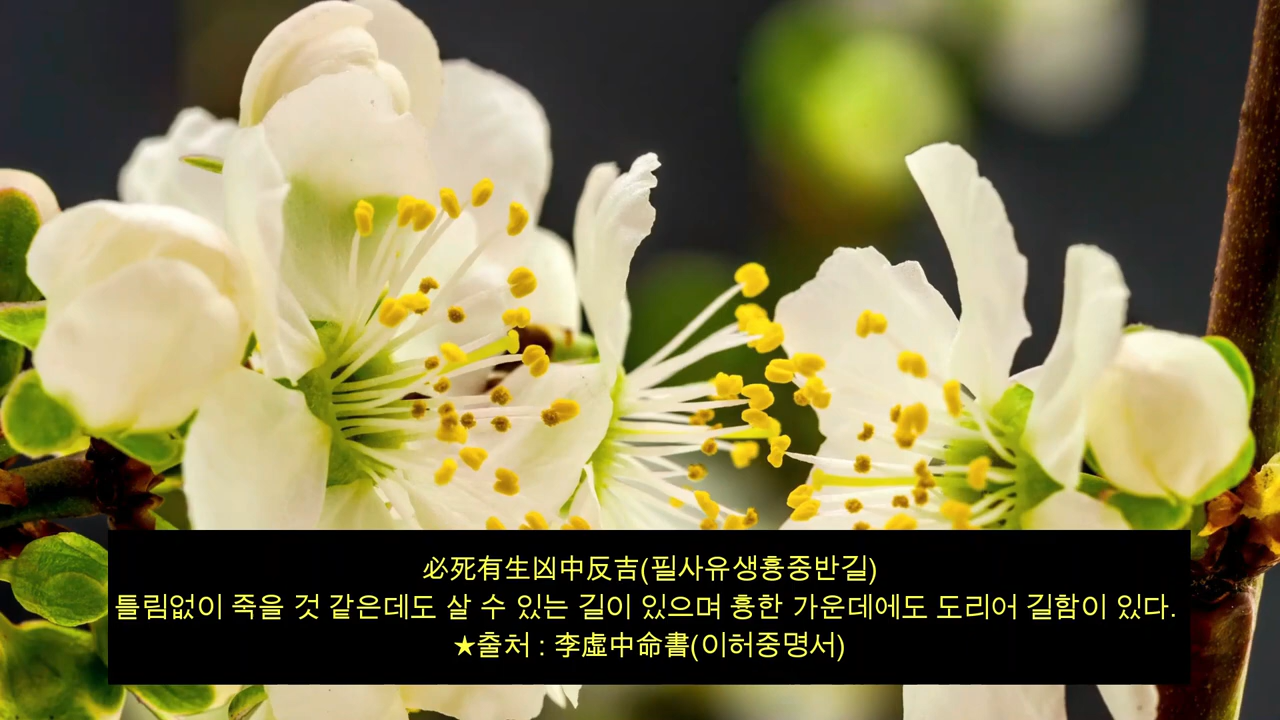 必死有生凶中反吉(필사유생흉중반길)
틀림없이 죽을 것 같은데도 살 수 있는 길이 있으며 흉한 가운데에도 도리어 길함이 있다.
★출처 : 李虛中命書(이허중명서)